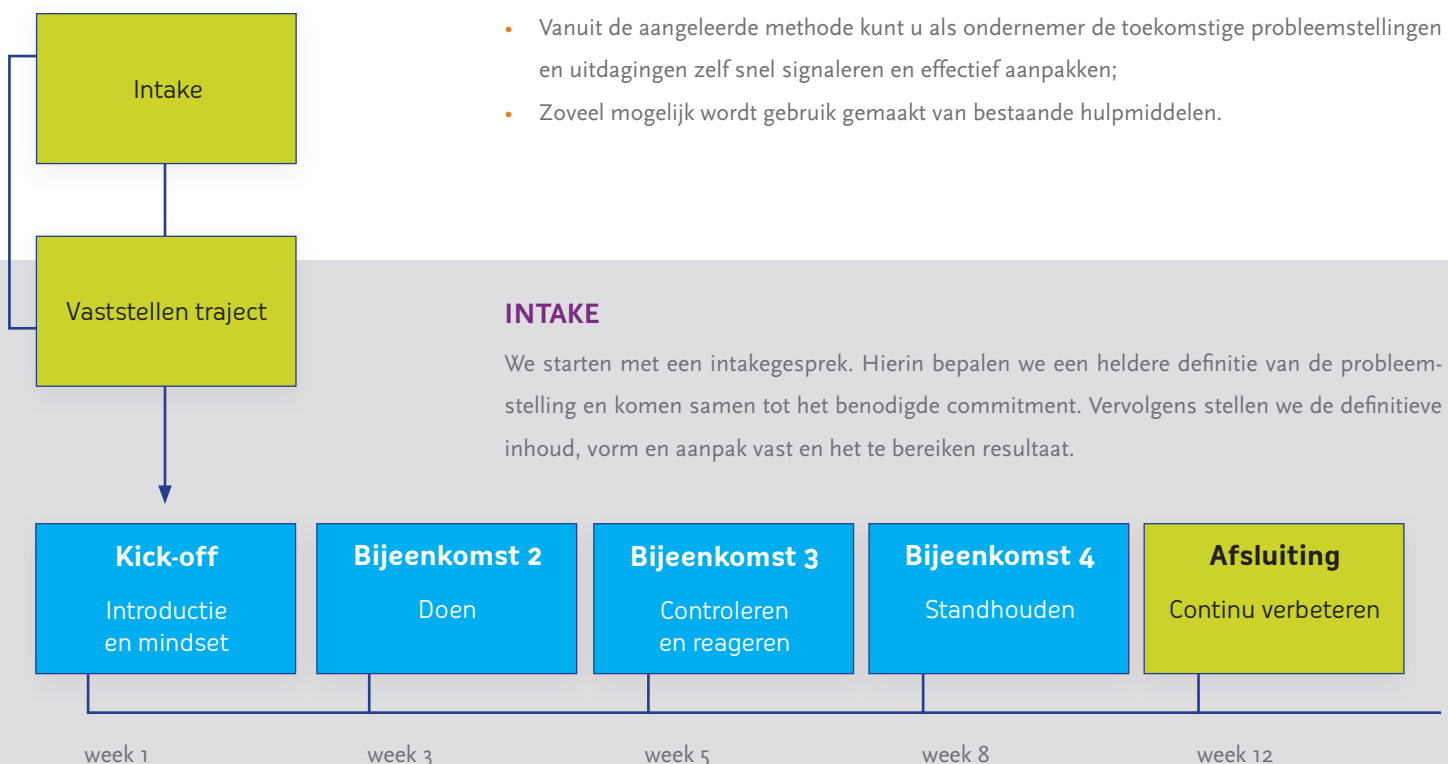 Intake
Vaststellen traject
• Vanuit de aangeleerde methode kunt u als ondernemer de toekomstige probleemstellingen
en uitdagingen zelf snel signaleren en effectief aanpakken;
• Zoveel mogelijk wordt gebruik gemaakt van bestaande hulpmiddelen.
INTAKE
We starten met een intakegesprek. Hierin bepalen we een heldere definitie van de probleem-
stelling en komen samen tot het benodigde commitment. Vervolgens stellen we de definitieve
inhoud, vorm en aanpak vast en het te bereiken resultaat.
Kick-off
Introductie
en mindset
Bijeenkomst 2
Doen
Bijeenkomst 3
Controleren
en reageren
Bijeenkomst 4
Standhouden
Afsluiting
Continu verbeteren
week 1
week 3
week 5
week 8
week 12